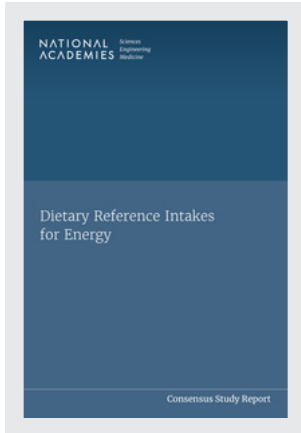 NATIONAL
ACADEMIES
Sciences
Engineering
Medicine
Dietary Reference Intakes
for Energy
Consensus Study Report